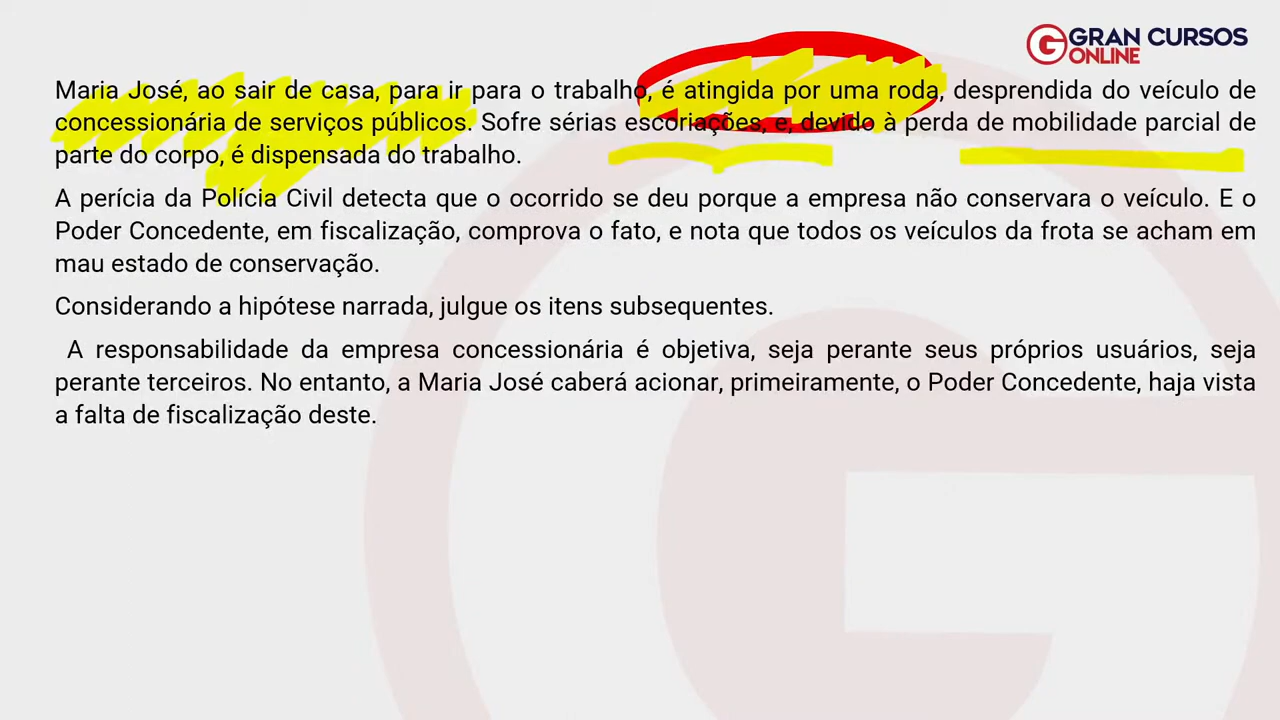 GRAN CURSOS
ONLINE
Maria José, ao sair de casa, para ir para o trabalho, é atingida por uma roda, desprendida do veículo de
concessionária de serviços públicos. Sofre sérias escoriações, e, devido à perda de mobilidade parcial de
parte do corpo, é dispensada do trabalho.
A perícia da Polícia Civil detecta que o ocorrido se deu porque a empresa não conservara o veículo. E o
Poder Concedente, em fiscalização, comprova o fato, e nota que todos os veículos da frota se acham em
mau estado de conservação.
Considerando a hipótese narrada, julgue os itens subsequentes.
A responsabilidade da empresa concessionária é objetiva, seja perante seus próprios usuários, seja
perante terceiros. No entanto, a Maria José caberá acionar, primeiramente, o Poder Concedente, haja vista
a falta de fiscalização deste.